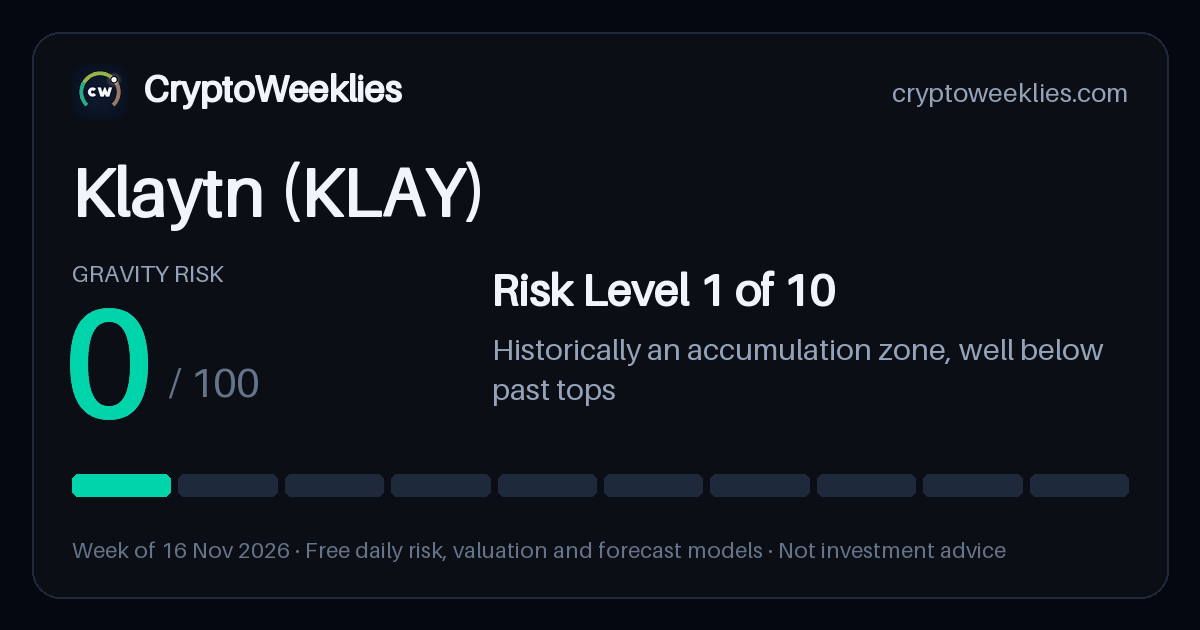 CW
CryptoWeeklies
cryptoweeklies.com
Klaytn (KLAY)
GRAVITY RISK
0 / 100
Risk Level 1 of 10
Historically an accumulation zone, well below
past tops
Week of 16 Nov 2026 · Free daily risk, valuation and forecast models · Not investment advice